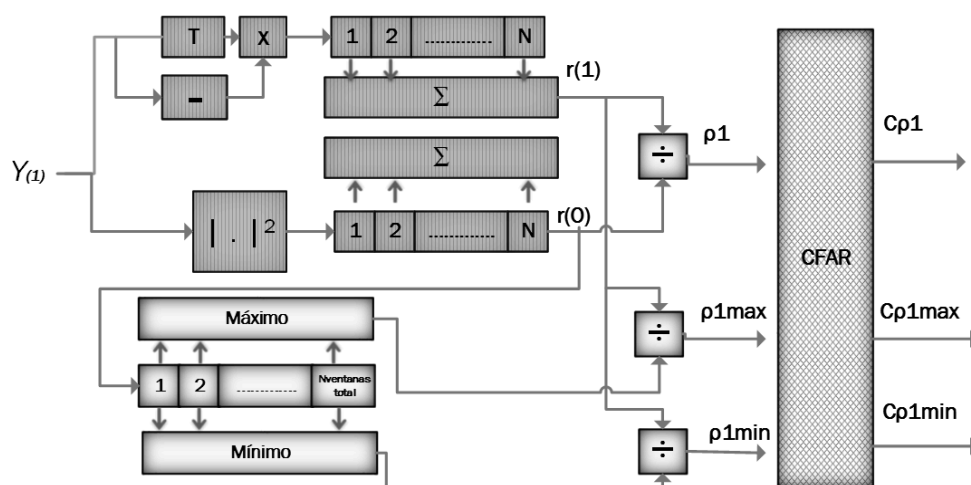 T
X
1 2 ............. N
r(1)
-
Σ
ρ1
÷
Cρ1
Y(1)
Σ
| . |²
1 2 ............. N
r(0)
CFAR
Máximo
÷
ρ1max
Cρ1max
1 2 ............. Nventanas total
Mínimo
÷
ρ1min
Cρ1min